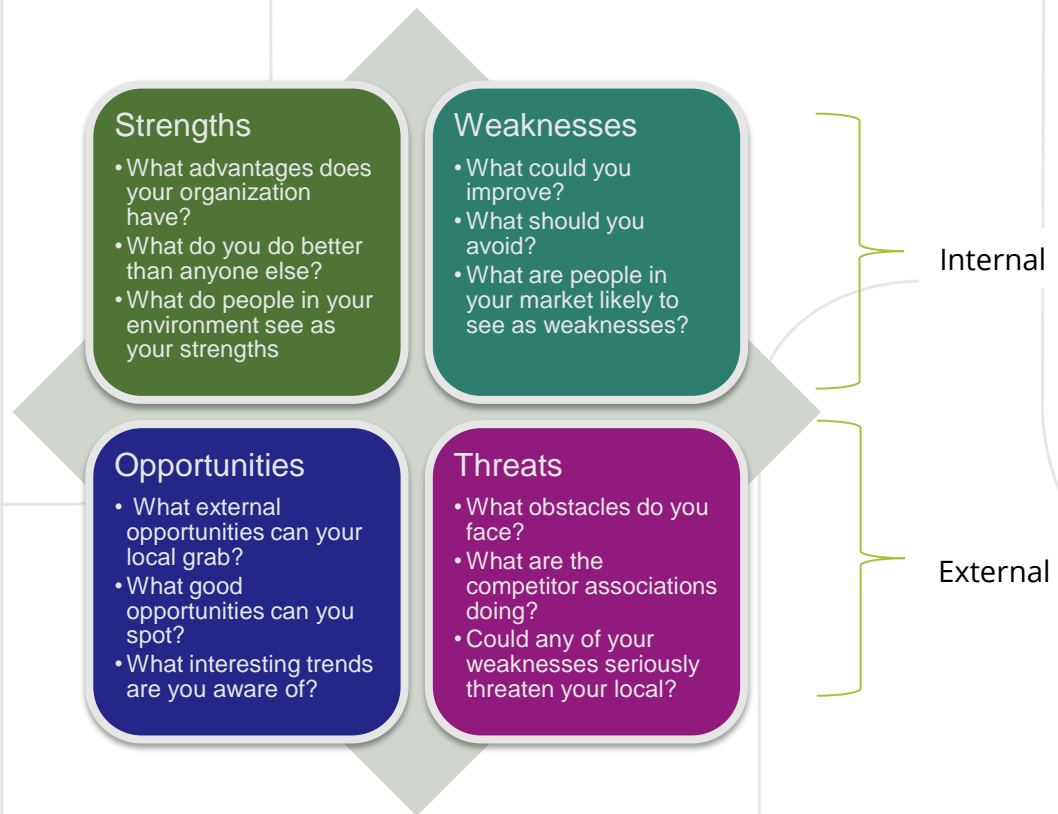 Strengths
• What advantages does
your organization
have?
• What do you do better
than anyone else?
• What do people in your
environment see as
your strengths
Weaknesses
• What could you
improve?
• What should you
avoid?
• What are people in
your market likely to
see as weaknesses?
Internal
Opportunities
• What external
opportunities can your
local grab?
• What good
opportunities can you
spot?
• What interesting trends
are you aware of?
Threats
• What obstacles do you
face?
• What are the
competitor associations
doing?
• Could any of your
weaknesses seriously
threaten your local?
External